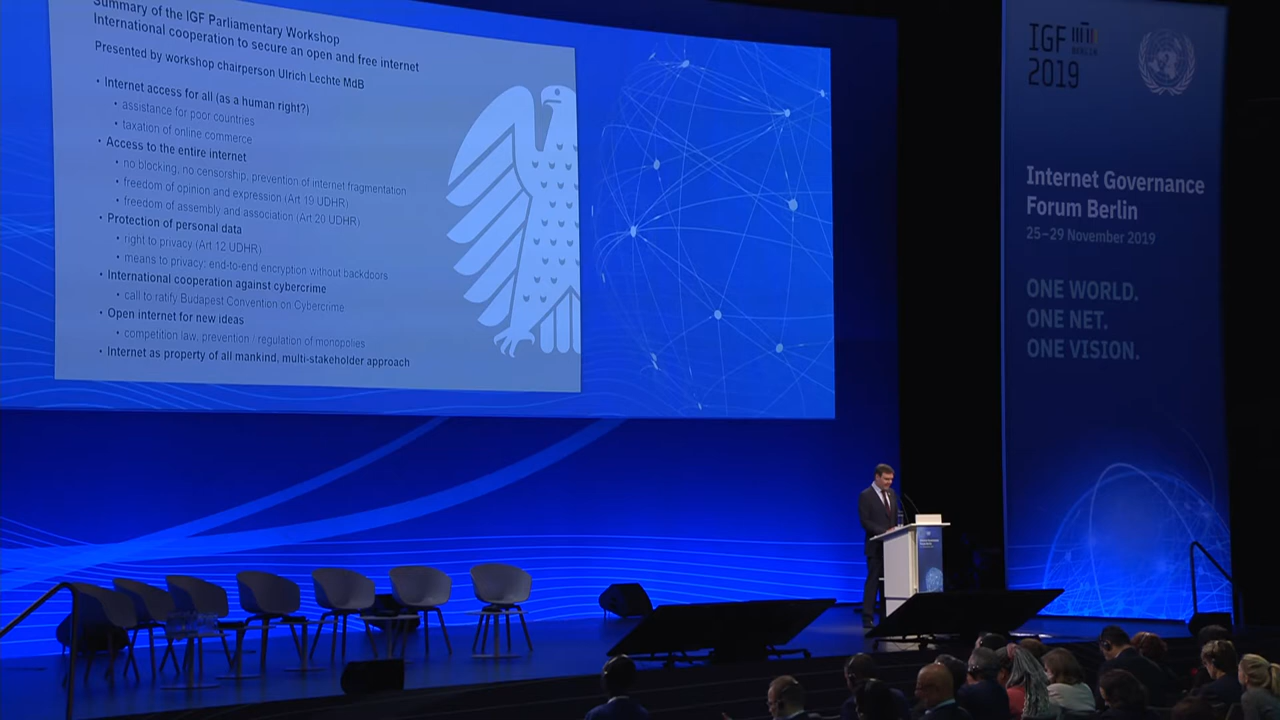 Summary of the IGF Parliamentary Workshop
International cooperation to secure an open and free internet
Presented by workshop chairperson Ulrich Lechte MdB
• Internet access for all (as a human right?)
• assistance for poor countries
• taxation of online commerce
• Access to the entire internet
• no blocking, no censorship, prevention of internet fragmentation
• freedom of opinion and expression (Art 19 UDHR)
• freedom of assembly and association (Art 20 UDHR)
• Protection of personal data
• right to privacy (Art 12 UDHR)
• means to privacy: end-to-end encryption without backdoors
• International cooperation against cybercrime
• call to ratify Budapest Convention on Cybercrime
• Open internet for new ideas
• competition law, prevention / regulation of monopolies
• Internet as property of all mankind, multi-stakeholder approach
IGF
BERLIN
2019
Internet Governance
Forum Berlin
25–29 November 2019
ONE WORLD.
ONE NET.
ONE VISION.